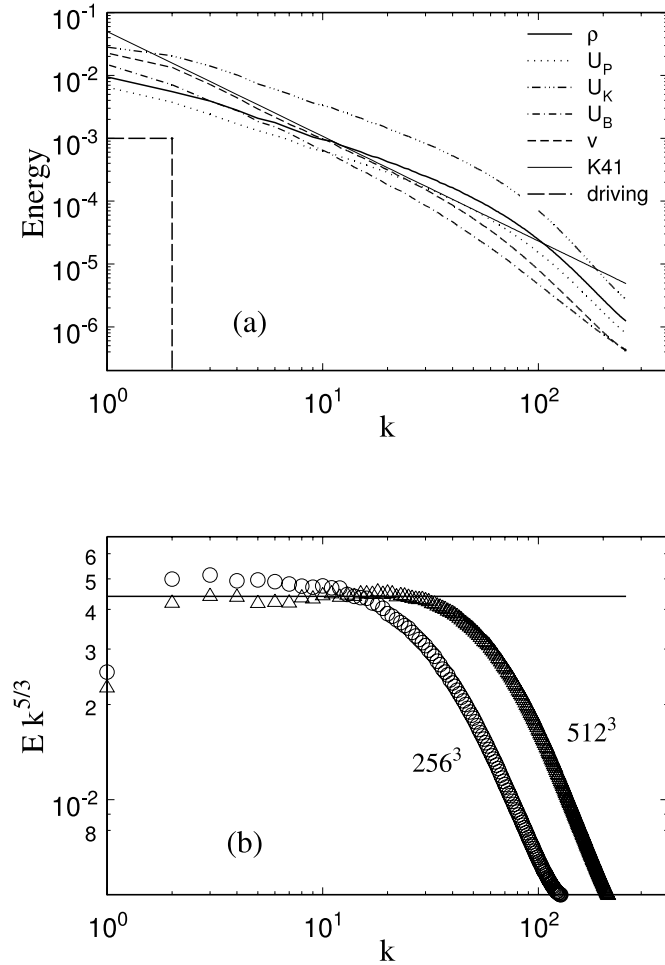 10^-1
10^-2
10^-3
10^-4
10^-5
10^-6
Energy
ρ
U_P
U_K
U_B
v
K41
driving
(a)
10^0
10^1
10^2
k
6
5
4
3
2
10^-2
8
E k^5/3
256^3
512^3
(b)
10^0
10^1
10^2
k